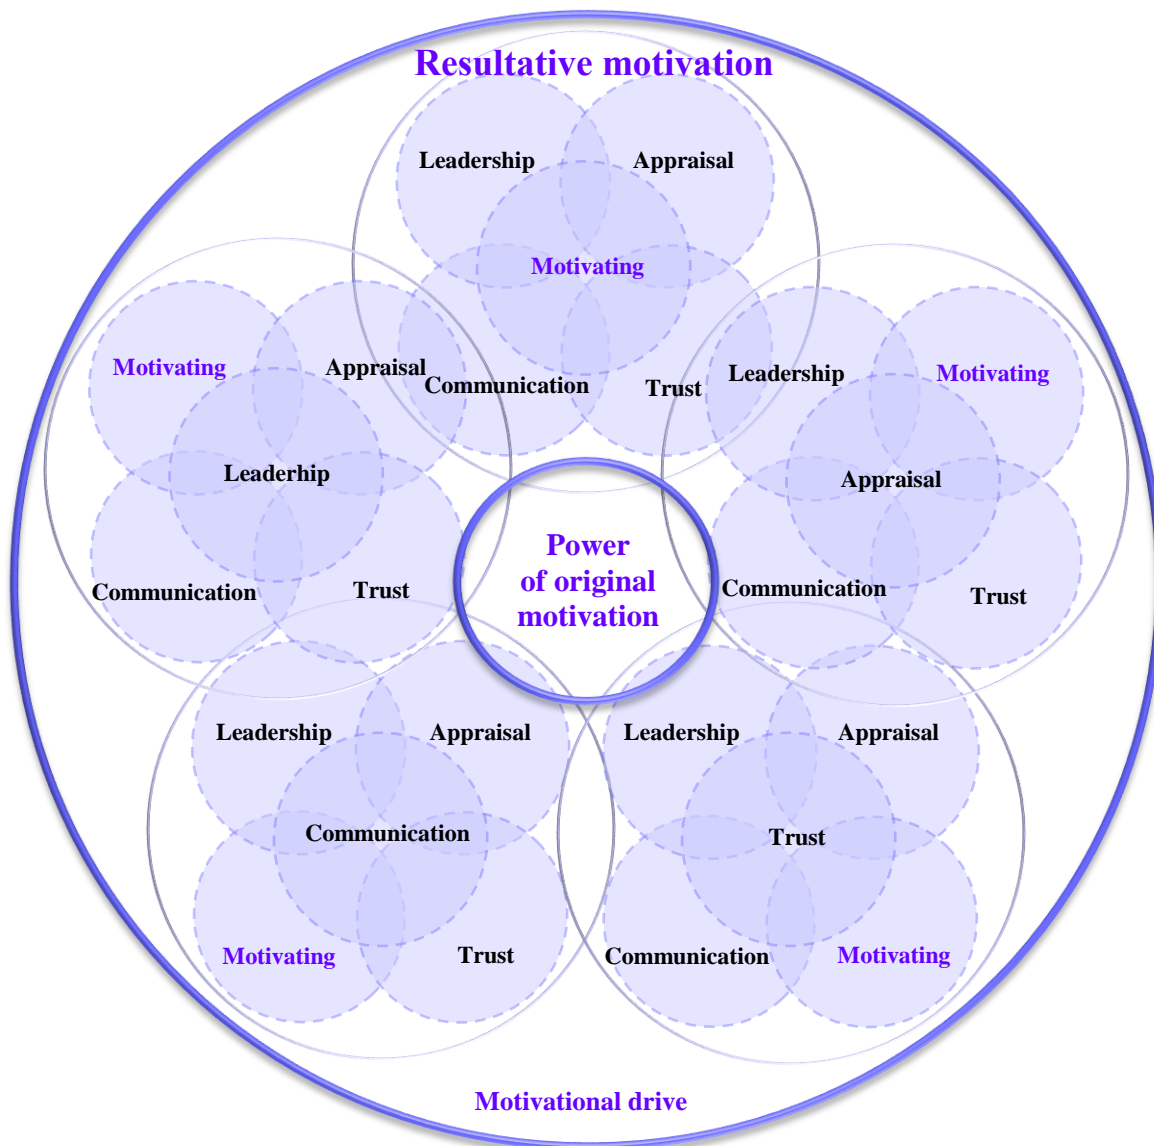 Resultative motivation
Leadership
Appraisal
Motivating
Communication
Trust
Motivating
Appraisal
Leaderhip
Communication
Trust
Leadership
Motivating
Appraisal
Communication
Trust
Power
of original
motivation
Leadership
Appraisal
Communication
Motivating
Trust
Leadership
Appraisal
Trust
Communication
Motivating
Motivational drive